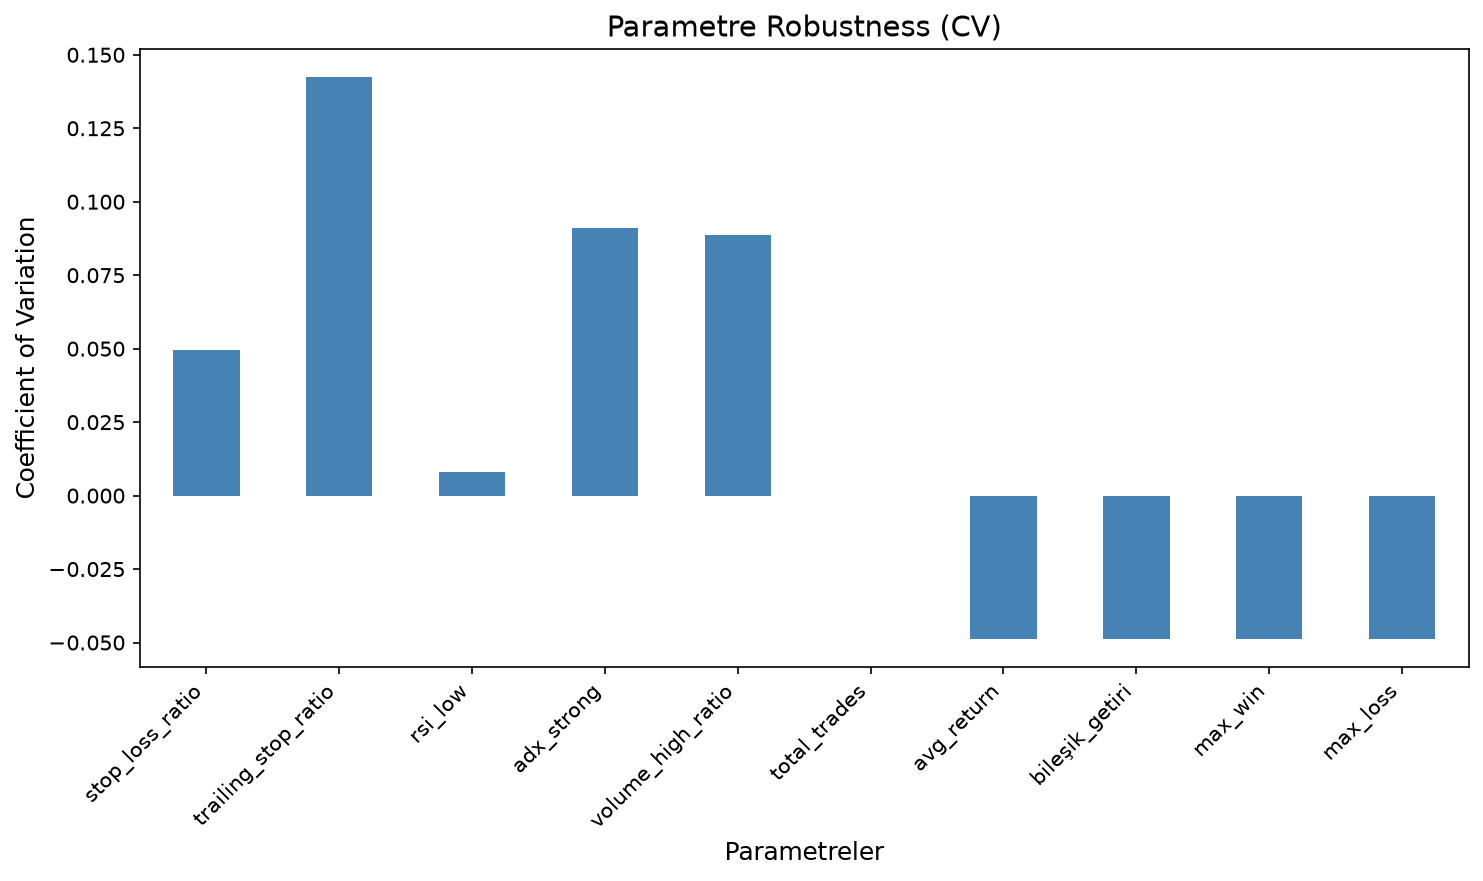 Parametre Robustness (CV)
Coefficient of Variation
0.150
0.125
0.100
0.075
0.050
0.025
0.000
−0.025
−0.050
stop_loss_ratio
trailing_stop_ratio
rsi_low
adx_strong
volume_high_ratio
total_trades
avg_return
bileşik_getiri
max_win
max_loss
Parametreler